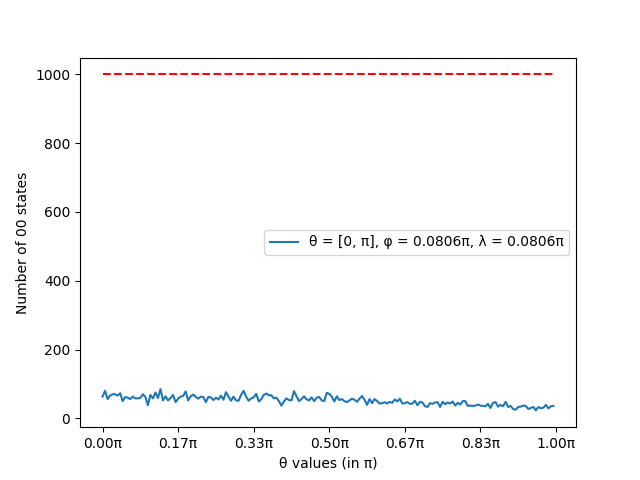 1000
800
600
400
200
0
Number of 00 states
θ = [0, π], φ = 0.0806π, λ = 0.0806π
0.00π 0.17π 0.33π 0.50π 0.67π 0.83π 1.00π
θ values (in π)